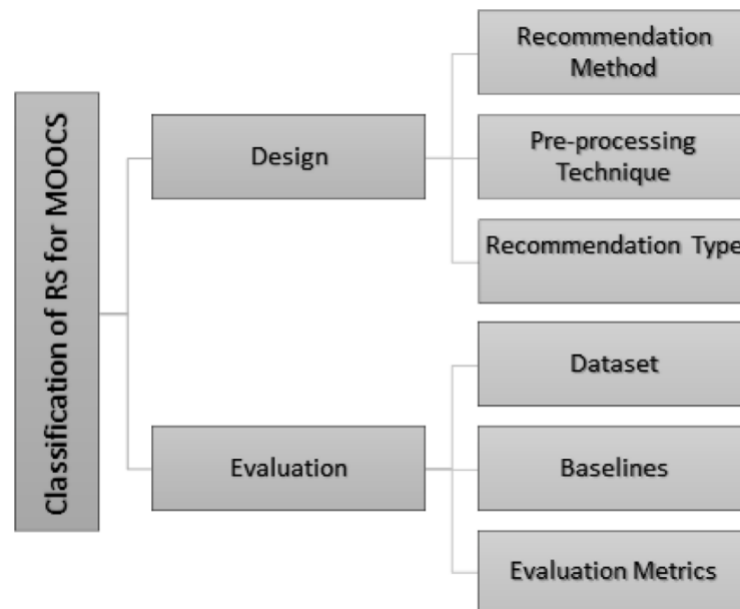 Classification of RS for MOOCS
Design
Recommendation
Method
Pre-processing
Technique
Recommendation Type
Evaluation
Dataset
Baselines
Evaluation Metrics